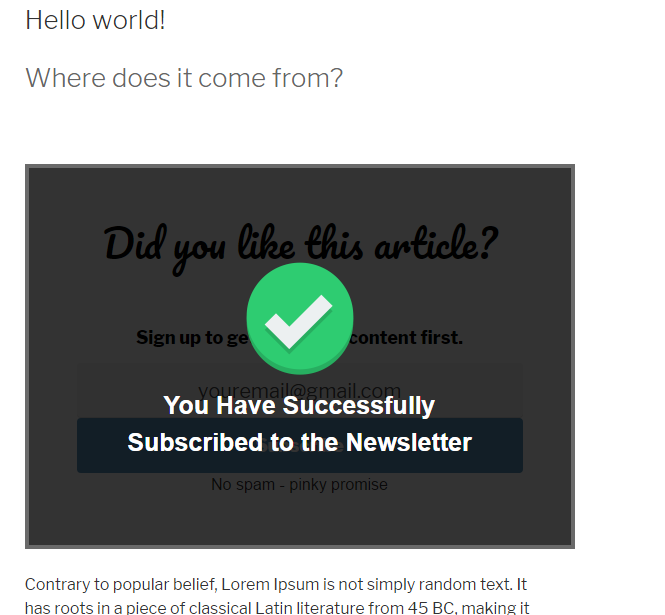 Hello world!
Where does it come from?
Did you like this article?
Sign up to ge content first.
youremail@gmail.com
You Have Successfully
Subscribed to the Newsletter
No spam - pinky promise
Contrary to popular belief, Lorem Ipsum is not simply random text. It
has roots in a piece of classical Latin literature from 45 BC, making it